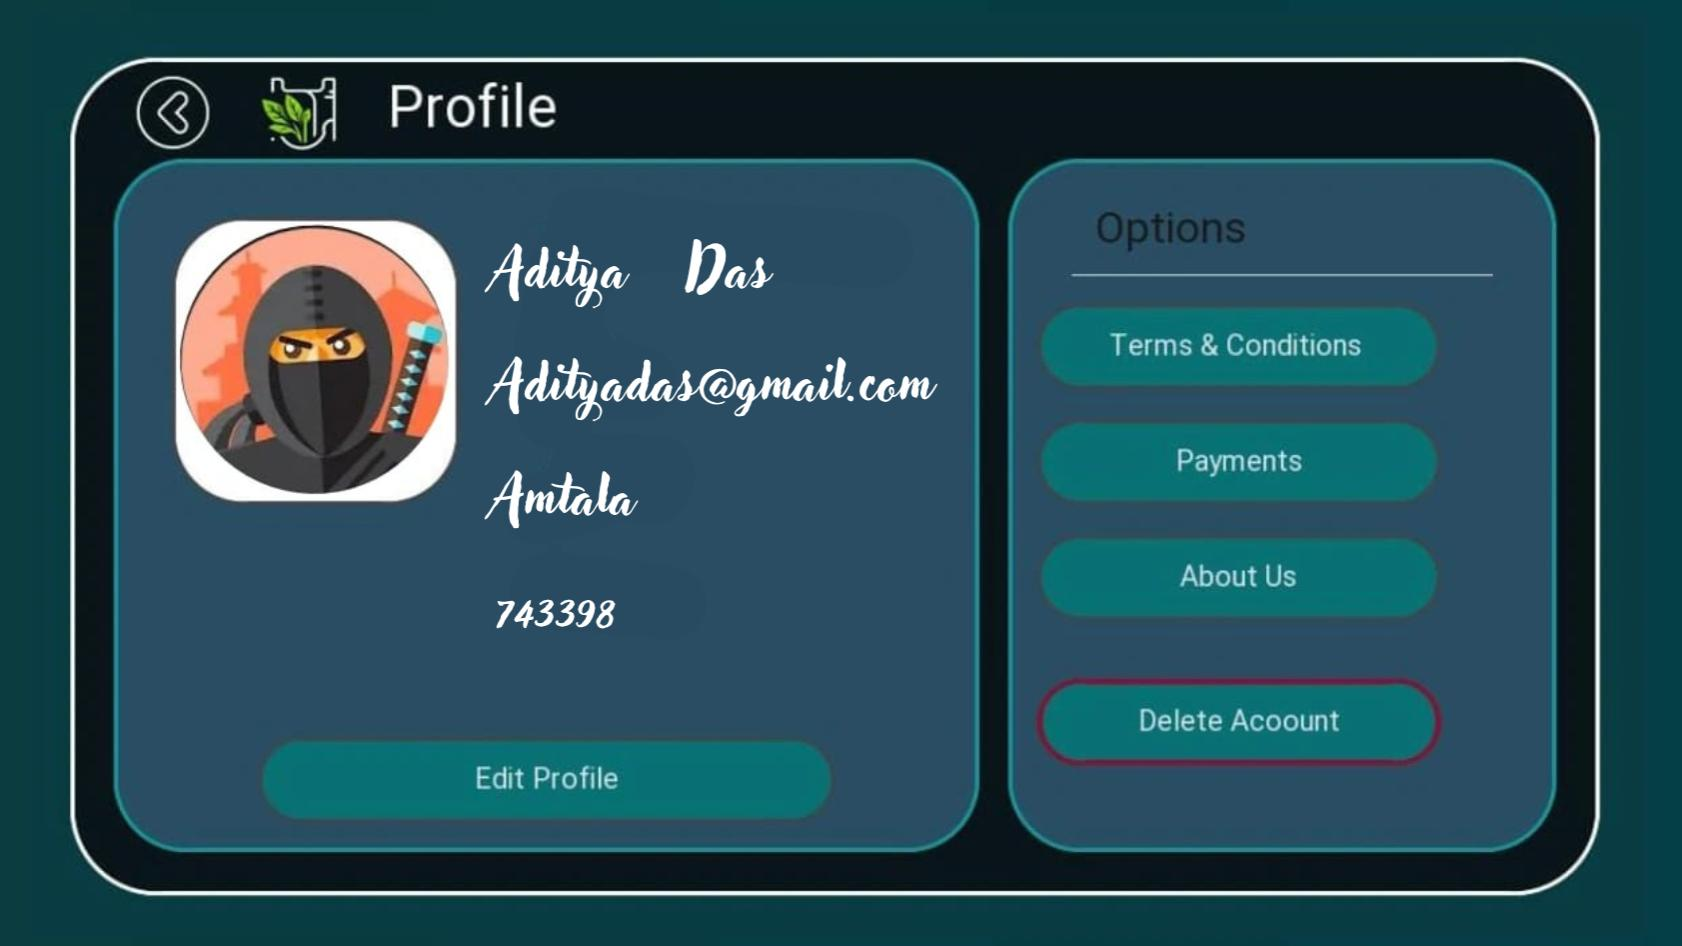 Profile
Aditya Das
Adityadas@gmail.com
Amtala
743398
Edit Profile
Options
Terms & Conditions
Payments
About Us
Delete Acoount